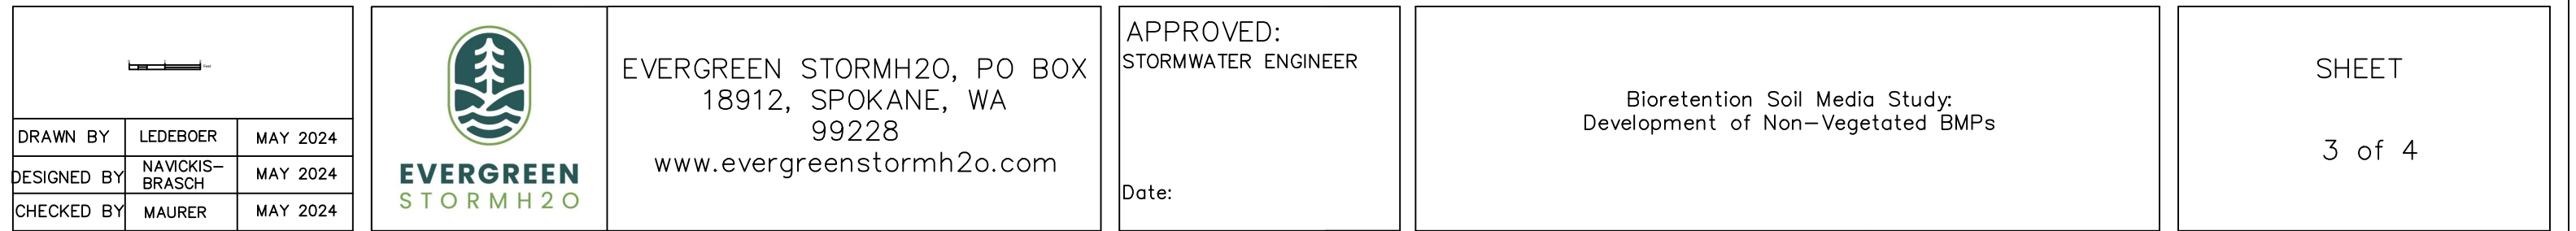 DRAWN BY LEDEBOER MAY 2024
DESIGNED BY NAVICKIS-
BRASCH MAY 2024
CHECKED BY MAURER MAY 2024
EVERGREEN
STORMH2O
EVERGREEN STORMH2O, PO BOX
18912, SPOKANE, WA
99228
www.evergreenstormh2o.com
APPROVED:
STORMWATER ENGINEER
Date:
Bioretention Soil Media Study:
Development of Non-Vegetated BMPs
SHEET
3 of 4